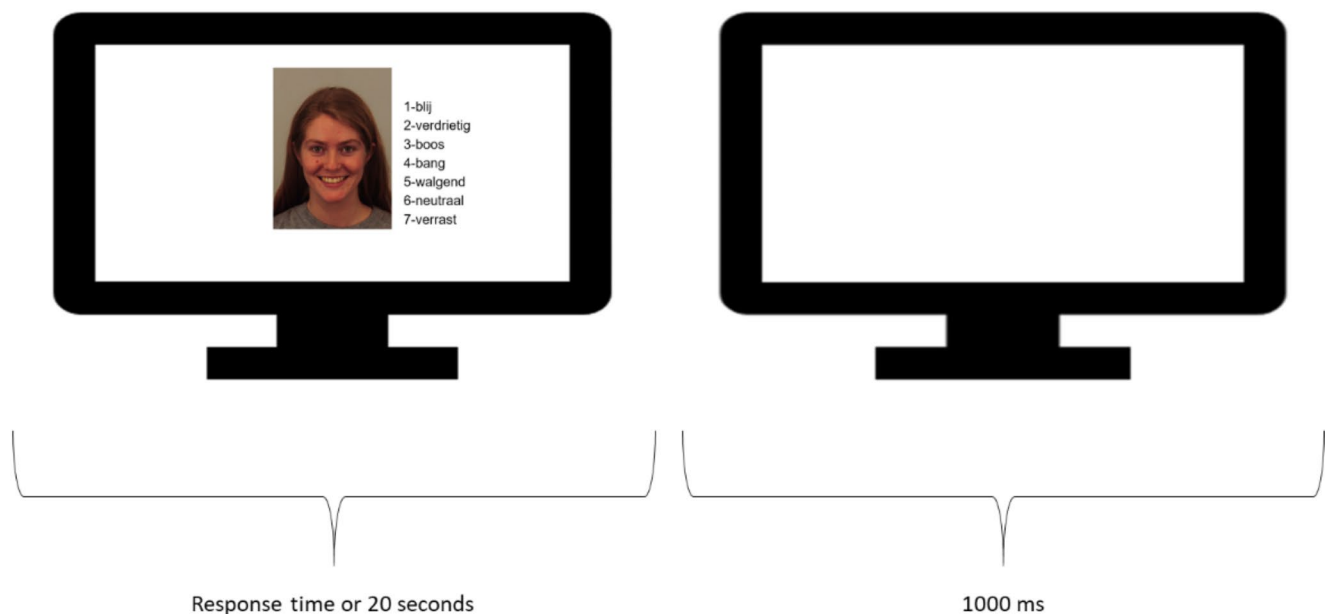 1-blij
2-verdrietig
3-boos
4-bang
5-walgend
6-neutraal
7-verrast
Response time or 20 seconds
1000 ms